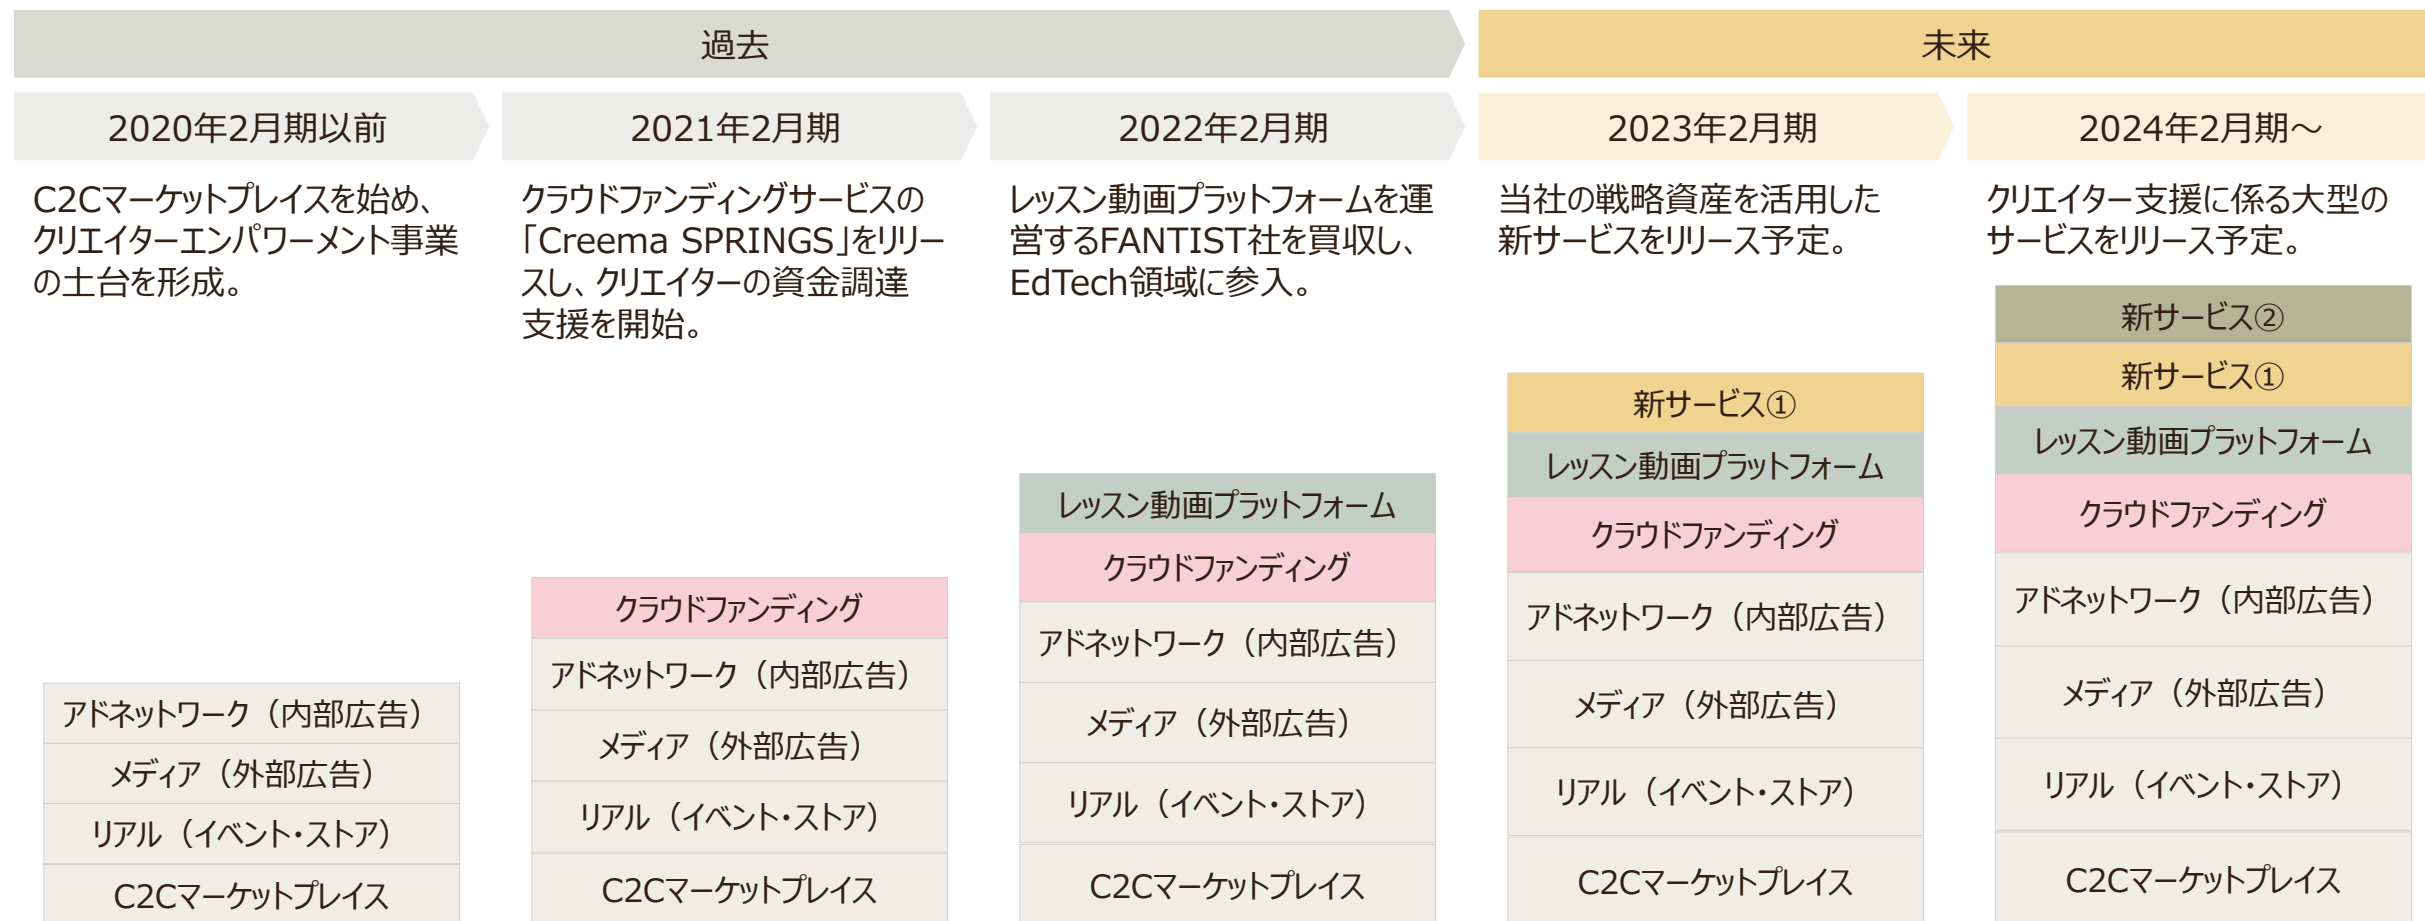 過去
未来
2020年2月期以前
2021年2月期
2022年2月期
2023年2月期
2024年2月期～
C2Cマーケットプレイスを始め、
クリエイターエンパワーメント事業
の土台を形成。
クラウドファンディングサービスの
「Creema SPRINGS」をリリー
スし、クリエイターの資金調達
支援を開始。
レッスン動画プラットフォームを運
営するFANTIST社を買収し、
EdTech領域に参入。
当社の戦略資産を活用した
新サービスをリリース予定。
クリエイター支援に係る大型の
サービスをリリース予定。
アドネットワーク（内部広告）
メディア（外部広告）
リアル（イベント・ストア）
C2Cマーケットプレイス
クラウドファンディング
アドネットワーク（内部広告）
メディア（外部広告）
リアル（イベント・ストア）
C2Cマーケットプレイス
レッスン動画プラットフォーム
クラウドファンディング
アドネットワーク（内部広告）
メディア（外部広告）
リアル（イベント・ストア）
C2Cマーケットプレイス
新サービス①
レッスン動画プラットフォーム
クラウドファンディング
アドネットワーク（内部広告）
メディア（外部広告）
リアル（イベント・ストア）
C2Cマーケットプレイス
新サービス②
新サービス①
レッスン動画プラットフォーム
クラウドファンディング
アドネットワーク（内部広告）
メディア（外部広告）
リアル（イベント・ストア）
C2Cマーケットプレイス